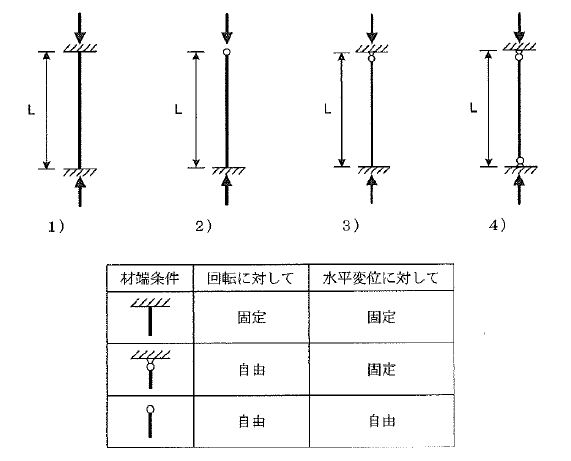 L
L
L
L
1)
2)
3)
4)
材端条件 回転に対して 水平変位に対して
固定 固定
自由 固定
自由 自由